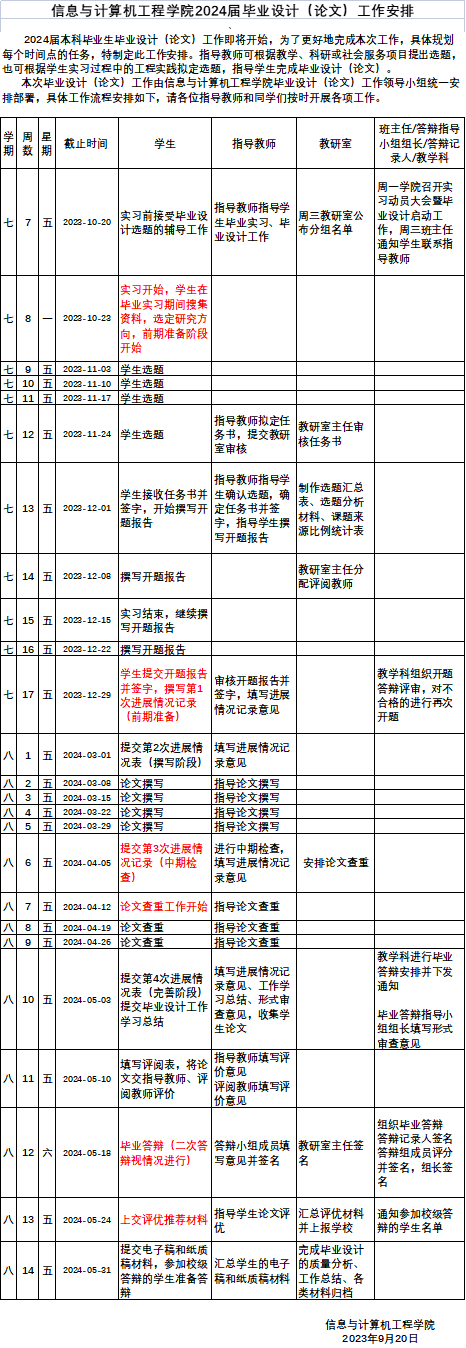 信息与计算机工程学院2024届毕业设计（论文）工作安排
2024届本科毕业生毕业设计（论文）工作即将开始，为了更好地完成本次工作，具体规划
每个时间点的任务，特制定此工作安排。指导教师可根据教学、科研或社会服务项目提出选题，
也可根据学生实习过程中的工程实践拟定选题，指导学生完成毕业设计（论文）。
本次毕业设计（论文）工作由信息与计算机工程学院毕业设计（论文）工作领导小组统一安
排部署，具体工作流程安排如下，请各位指导教师和同学们按时开展各项工作。
学期 周数 星期 截止时间 学生 指导教师 教研室 班主任/答辩指导
小组组长/答辩记
录人/教学科
七 7 五 2023-10-20 实习前接受毕业设
计选题的辅导工作
指导教师指导学
生毕业实习、毕
业设计工作
周三教研室公
布分组名单
周一学院召开实
习动员大会暨毕
业设计启动工
作，周三班主任
通知学生联系指
导教师
七 8 一 2023-10-23 实习开始，学生在
毕业实习期间搜集
资料，选定研究方
向，前期准备阶段
开始
七 9 五 2023-11-03 学生选题
七 10 五 2023-11-10 学生选题
七 11 五 2023-11-17 学生选题
七 12 五 2023-11-24 学生选题
指导教师拟定任
务书，提交教研
室审核
教研室主任审
核任务书
七 13 五 2023-12-01 学生接收任务书并
签字，开始撰写开
题报告
指导教师指导学
生确认选题，确
定任务书并签
字，指导学生撰
写开题报告
制作选题汇总
表、选题分析
材料、课题来
源比例统计表
七 14 五 2023-12-08 撰写开题报告
教研室主任分
配评阅教师
七 15 五 2023-12-15 实习结束，继续撰
写开题报告
七 16 五 2023-12-22 撰写开题报告
七 17 五 2023-12-29 学生提交开题报告
并签字，撰写第1
次进展情况记录
（前期准备）
审核开题报告并
签字，填写进展
情况记录意见
教学科组织开题
答辩评审，对不
合格的进行再次
开题
八 1 五 2024-03-01 提交第2次进展情
况表（撰写阶段）
填写进展情况记
录意见
八 2 五 2024-03-08 论文撰写 指导论文撰写
八 3 五 2024-03-15 论文撰写 指导论文撰写
八 4 五 2024-03-22 论文撰写 指导论文撰写
八 5 五 2024-03-29 论文撰写 指导论文撰写
八 6 五 2024-04-05 提交第3次进展情
况记录（中期检
查）
进行中期检查，
填写进展情况记
录意见
安排论文查重
八 7 五 2024-04-12 论文查重工作开始 指导论文查重
八 8 五 2024-04-19 论文查重 指导论文查重
八 9 五 2024-04-26 论文查重 指导论文查重
八 10 五 2024-05-03 提交第4次进展情
况表（完善阶段）
提交毕业设计工作
学习总结
填写进展情况记
录意见、工作学
习总结、形式审
查意见，收集学
生论文
教学科进行毕业
答辩安排并下发
通知
毕业答辩指导小
组组长填写形式
审查意见
八 11 五 2024-05-10 填写评阅表，将论
文交指导教师、评
阅教师评价
指导教师填写评
价意见
评阅教师填写评
价意见
八 12 六 2024-05-18 毕业答辩（二次答
辩视情况进行）
答辩小组成员填
写意见并签名
教研室主任签
名
组织毕业答辩
答辩记录人签名
答辩组成员评分
并签名，组长签
名
八 13 五 2024-05-24 上交评优推荐材料
指导学生论文评
优
汇总评优材料
并上报学校
通知参加校级答
辩的学生名单
八 14 五 2024-05-31 提交电子稿和纸质
稿材料，参加校级
答辩的学生准备答
辩
汇总学生的电子
稿和纸质稿材料
完成毕业设计
的质量分析、
工作总结、各
类材料归档
信息与计算机工程学院
2023年9月20日